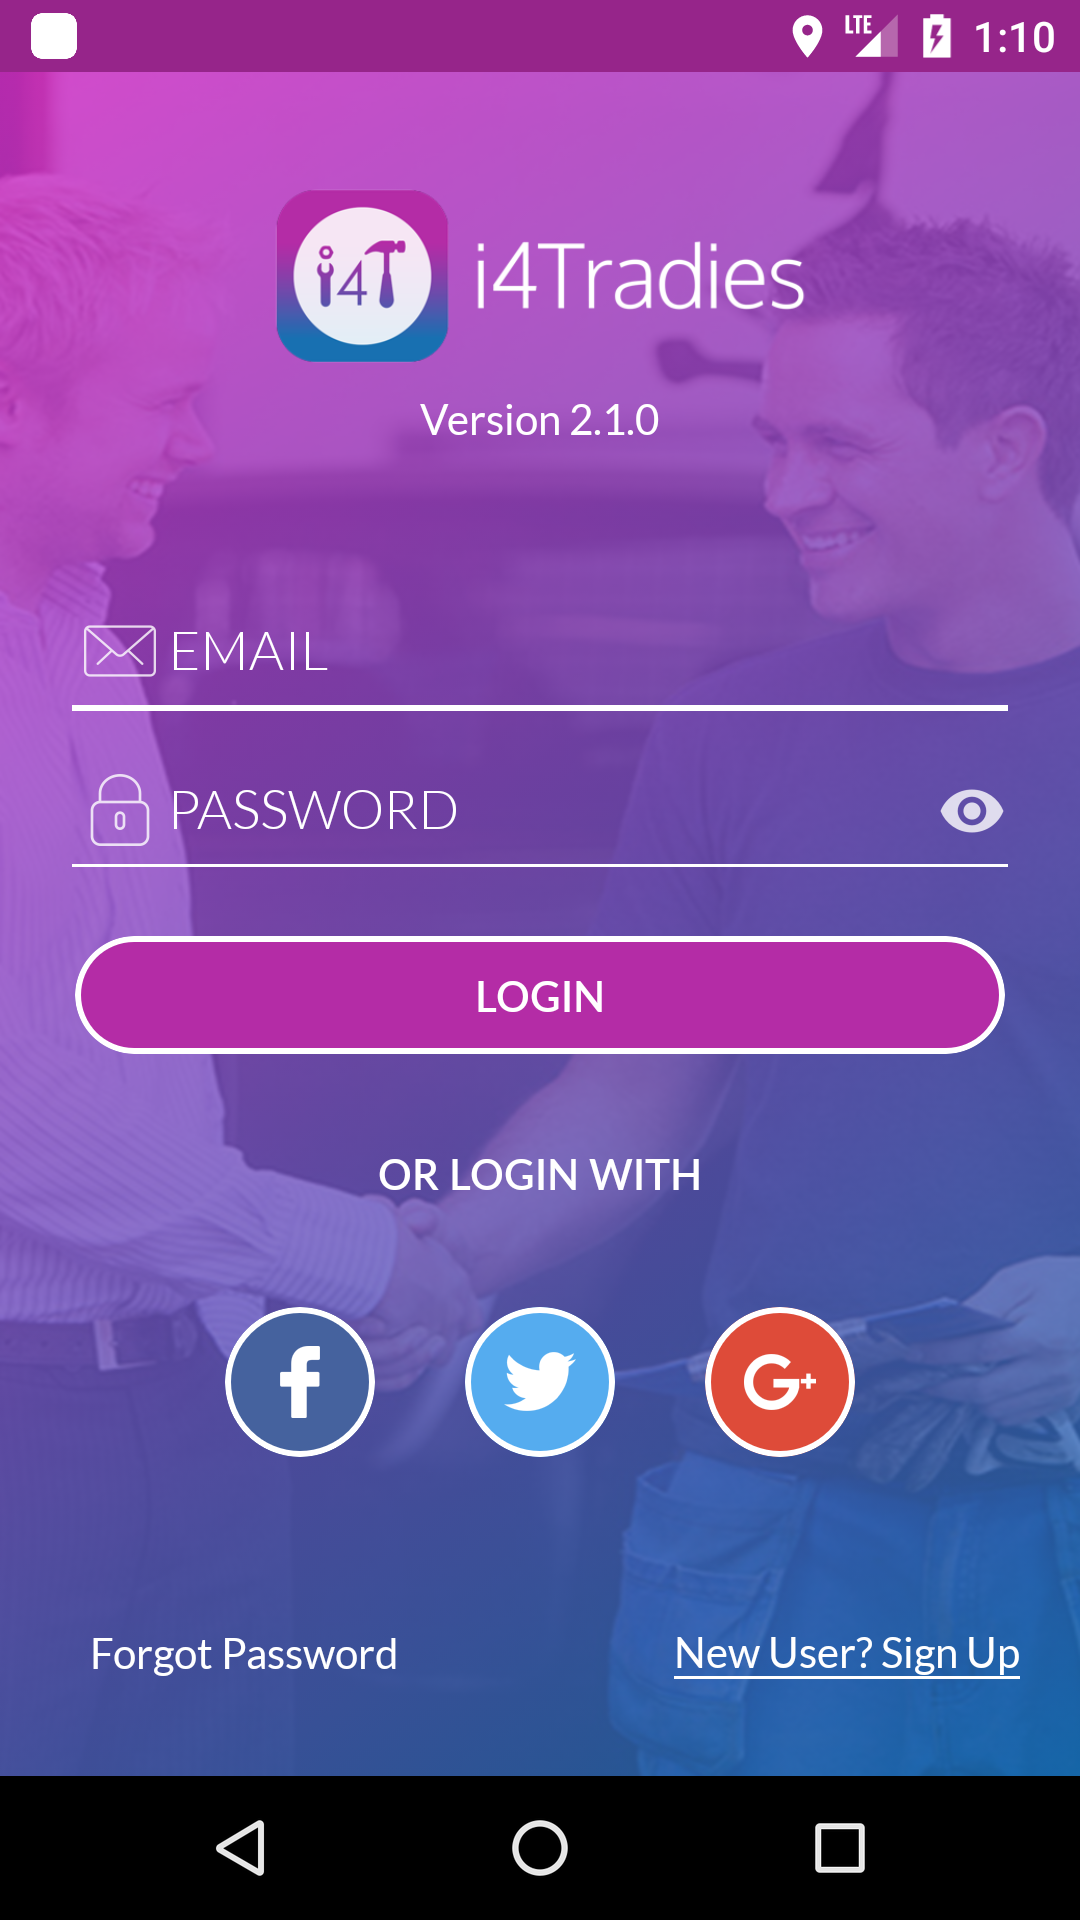 LTE 1:10
i4T i4Tradies
Version 2.1.0
EMAIL
PASSWORD
LOGIN
OR LOGIN WITH
f G+
Forgot Password New User? Sign Up